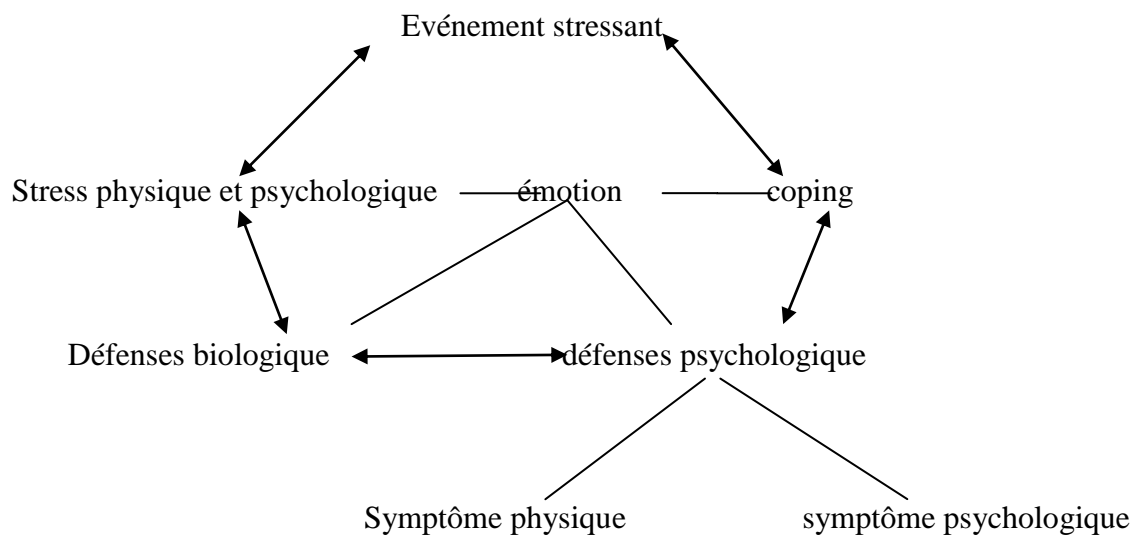 Evénement stressant
Stress physique et psychologique émotion coping
Défenses biologique défenses psychologique
Symptôme physique symptôme psychologique